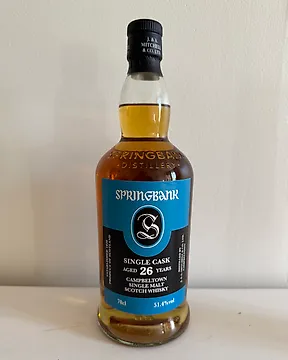 J. & A.
MITCHELL
& CO. LTD
SPRINGBANK
DISTILLERY
SPRINGBANK
S
SINGLE CASK
AGED 26 YEARS
CAMPBELTOWN
SINGLE MALT
SCOTCH WHISKY
70cl 51.4%vol